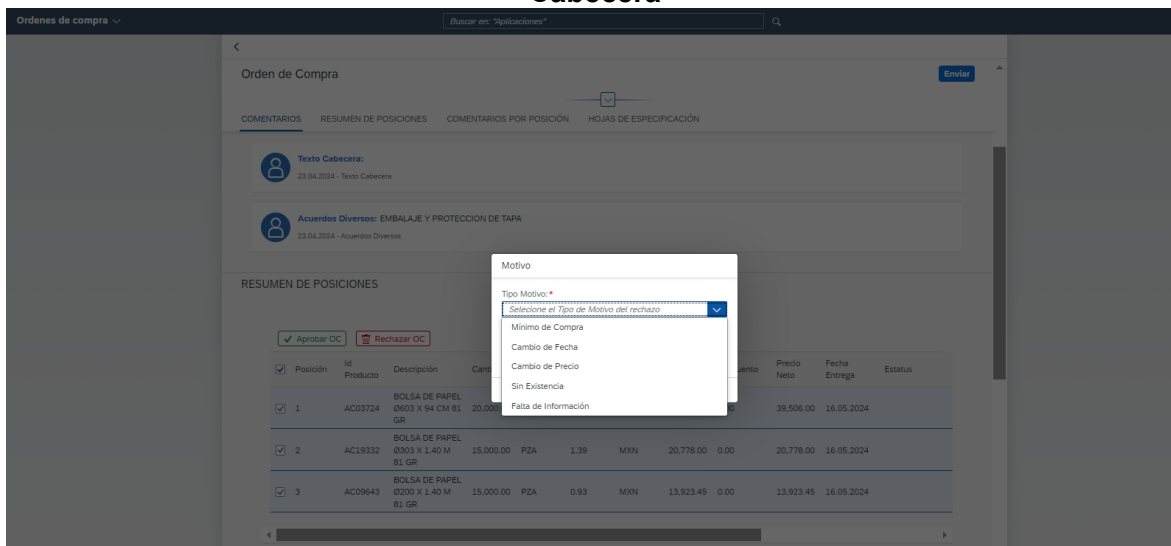 Cabecera
Ordenes de compra
Buscar en: "Aplicaciones"
Orden de Compra
Enviar
COMENTARIOS RESUMEN DE POSICIONES COMENTARIOS POR POSICIÓN HOJAS DE ESPECIFICACIÓN
Texto Cabecera:
23.04.2024 - Texto Cabecera
Acuerdos Diversos: EMBALAJE Y PROTECCION DE TAPA
23.04.2024 - Acuerdos Diversos
Motivo
RESUMEN DE POSICIONES
Tipo Motivo:*
Selecione el Tipo de Motivo del rechazo
Mínimo de Compra
Cambio de Fecha
Cambio de Precio
Sin Existencia
Falta de Información
Aprobar OC Rechazar OC
Posición Id Producto Descripción Precio Neto Fecha Entrega Estatus
1 AC03724 BOLSA DE PAPEL Ø603 X 94 CM 81 GR 39,506.00 16.05.2024
2 AC19332 BOLSA DE PAPEL Ø303 X 1.40 M 81 GR 15,000.00 PZA 1.39 MXN 20,778.00 0.00 20,778.00 16.05.2024
3 AC09643 BOLSA DE PAPEL Ø200 X 1.40 M 81 GR 15,000.00 PZA 0.93 MXN 13,923.45 0.00 13,923.45 16.05.2024